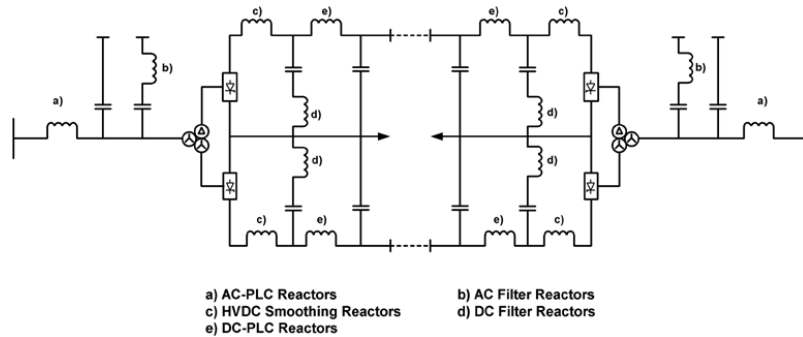 c) e) e) c)
b) b)
a) d) d) a)
d) d)
c) e) e) c)
a) AC-PLC Reactors b) AC Filter Reactors
c) HVDC Smoothing Reactors d) DC Filter Reactors
e) DC-PLC Reactors